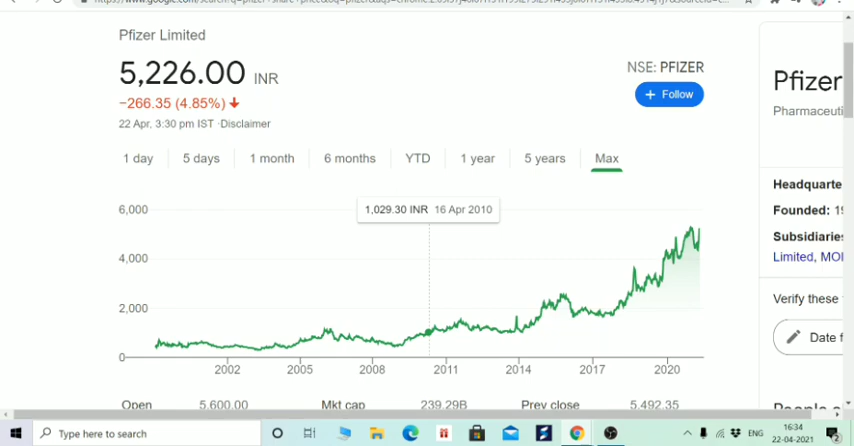 Pfizer Limited
5,226.00 INR
−266.35 (4.85%)
22 Apr, 3:30 pm IST · Disclaimer
NSE: PFIZER
+ Follow
1 day 5 days 1 month 6 months YTD 1 year 5 years Max
1,029.30 INR 16 Apr 2010
6,000
4,000
2,000
0
2002 2005 2008 2011 2014 2017 2020
Open 5,600.00 Mkt cap 239.29B Prev close 5,492.35
Pfizer
Pharmaceuti
Headquarte
Founded: 19
Subsidiaries
Limited, MO
Verify these
Date f
Type here to search
ENG
16:34
22-04-2021
2